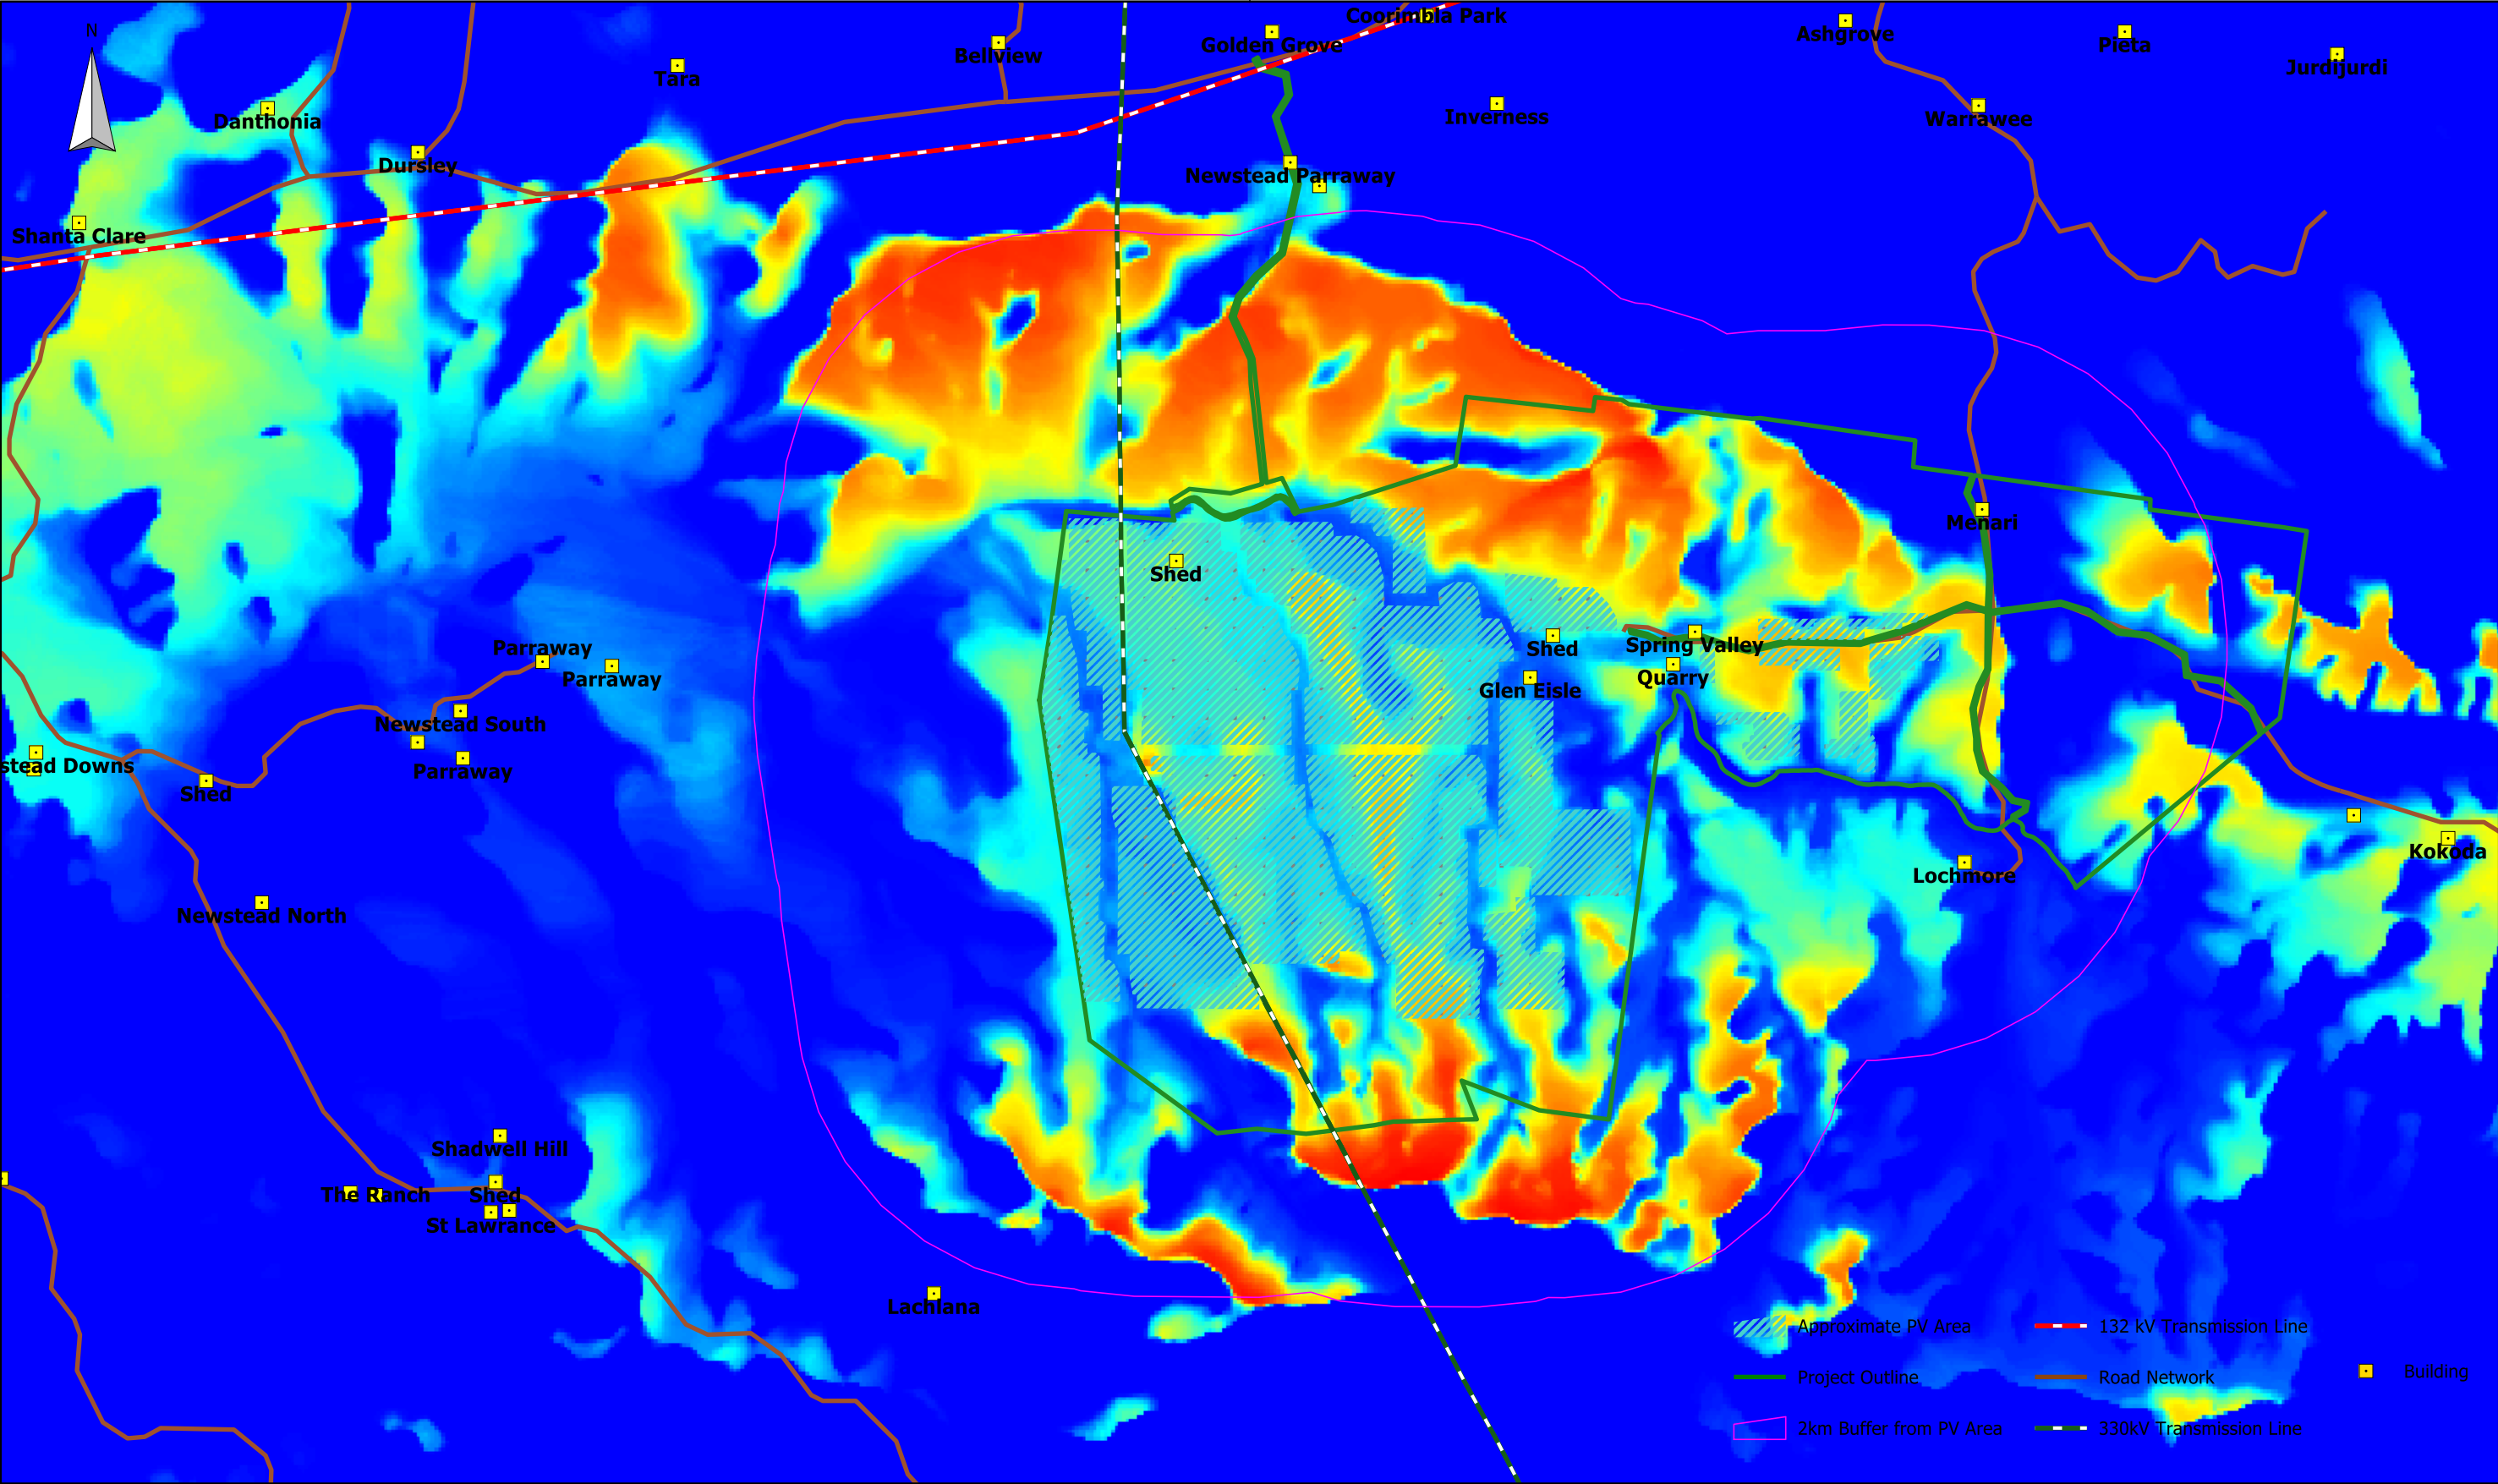 Coorimbla Park
N
Golden Grove
Ashgrove
Pieta
Bellview
Jurdijurdi
Tara
Danthonia
Inverness
Warrawee
Dursley
Newstead Parraway
Shanta Clare
Menari
Shed
Parraway
Spring Valley
Shed
Parraway
Quarry
Glen Eisle
Newstead South
stead Downs
Parraway
Shed
Kokoda
Lochmore
Newstead North
Shadwell Hill
The Ranch
Shed
St Lawrance
Lachlana
Approximate PV Area
132 kV Transmission Line
Project Outline
Road Network
Building
2km Buffer from PV Area
330kV Transmission Line